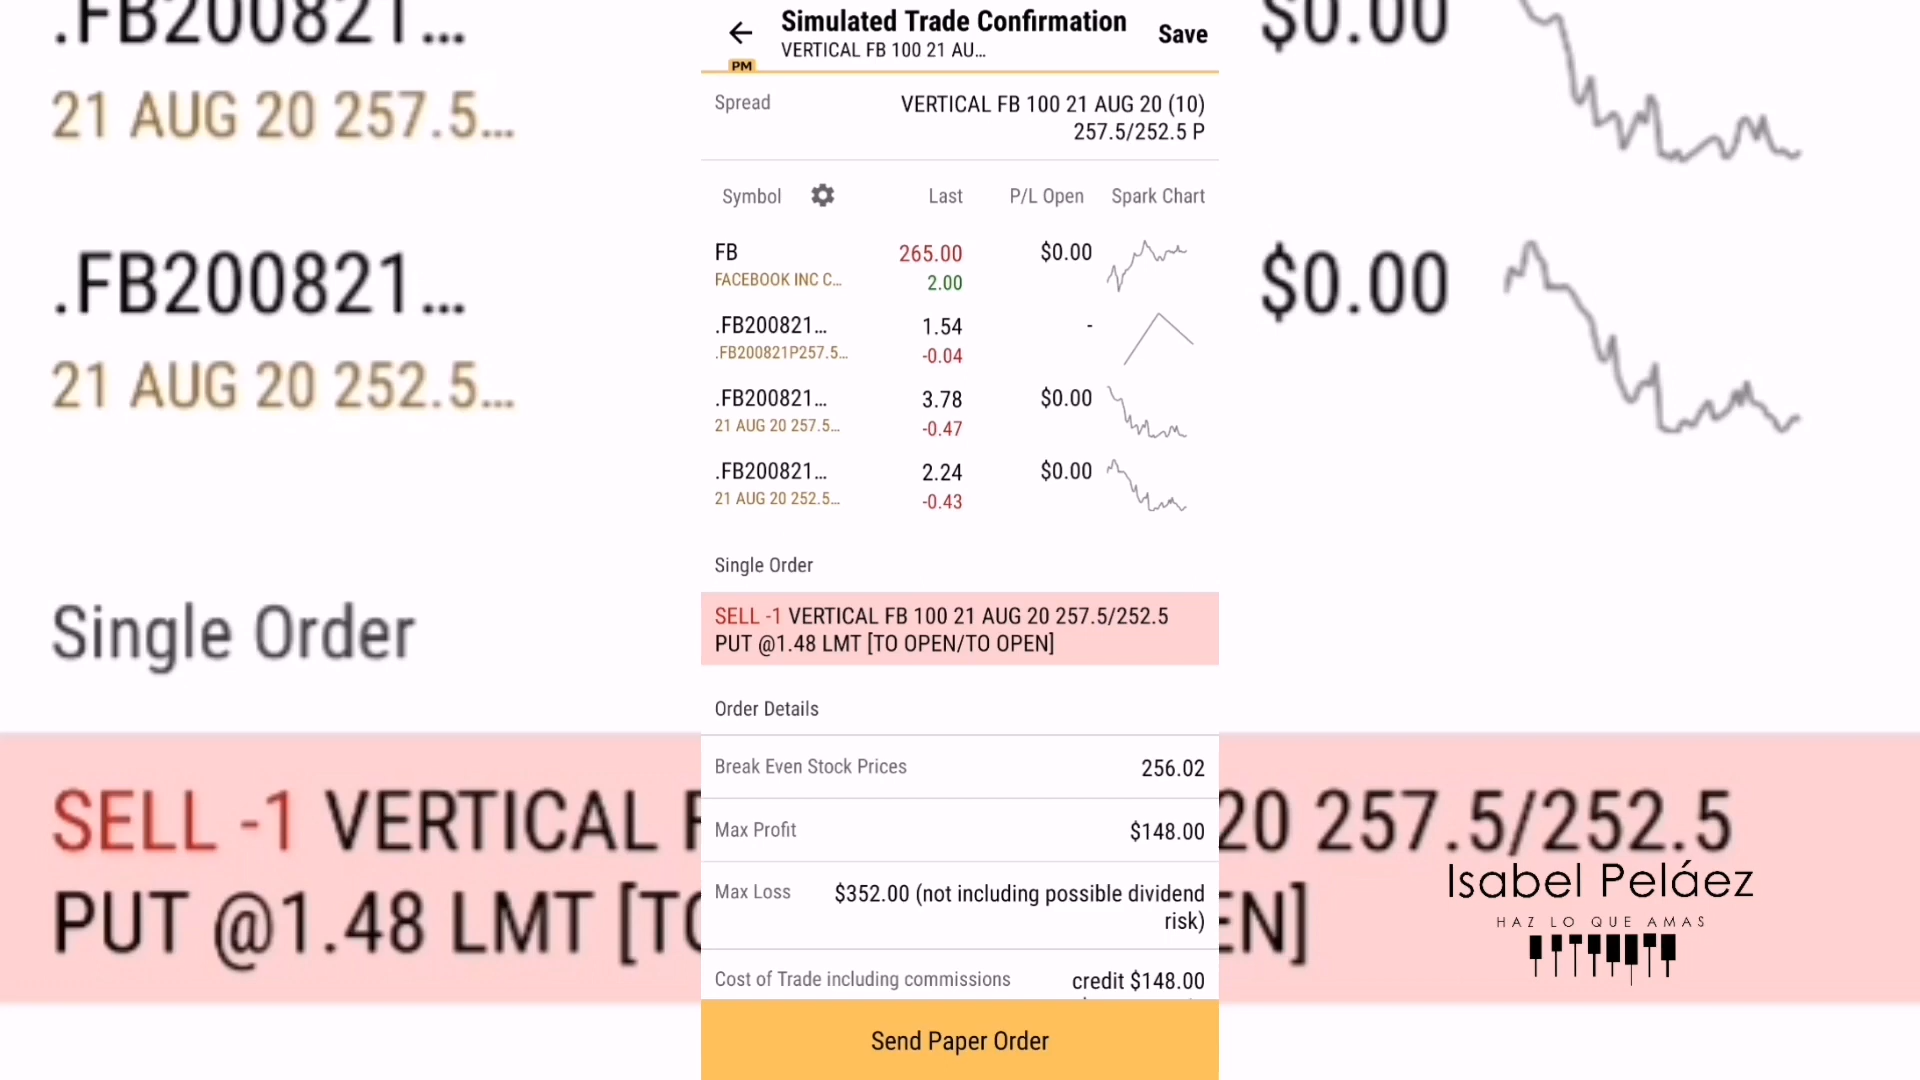 .FB200821...
21 AUG 20 257.5...
.FB200821...
21 AUG 20 252.5...
Single Order
SELL -1 VERTICAL
PUT @1.48 LMT
Simulated Trade Confirmation
VERTICAL FB 100 21 AU...
Save
PM
Spread
VERTICAL FB 100 21 AUG 20 (10)
257.5/252.5 P
Symbol Last P/L Open Spark Chart
FB 265.00 $0.00
FACEBOOK INC C... 2.00
.FB200821... 1.54 -
.FB200821P257.5... -0.04
.FB200821... 3.78 $0.00
21 AUG 20 257.5... -0.47
.FB200821... 2.24 $0.00
21 AUG 20 252.5... -0.43
Single Order
SELL -1 VERTICAL FB 100 21 AUG 20 257.5/252.5
PUT @1.48 LMT [TO OPEN/TO OPEN]
Order Details
Break Even Stock Prices 256.02
Max Profit $148.00
Max Loss $352.00 (not including possible dividend
risk)
Cost of Trade including commissions credit $148.00
Send Paper Order
$0.00
$0.00
20 257.5/252.5
EN]
Isabel Peláez
HAZ LO QUE AMAS